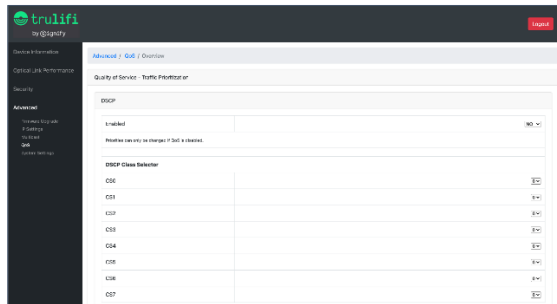 trulifi
by Signify
Logout
Device Information
Optical Link Performance
Security
Advanced
Firmware Upgrade
IP Settings
QoS
System Settings
Advanced / QoS / Overview
Quality of Service - Traffic Prioritization
DSCP
Enabled
NO
Priorities can only be changed if QoS is disabled.
DSCP Class Selector
CS0
CS1
CS2
CS3
CS4
CS5
CS6
CS7